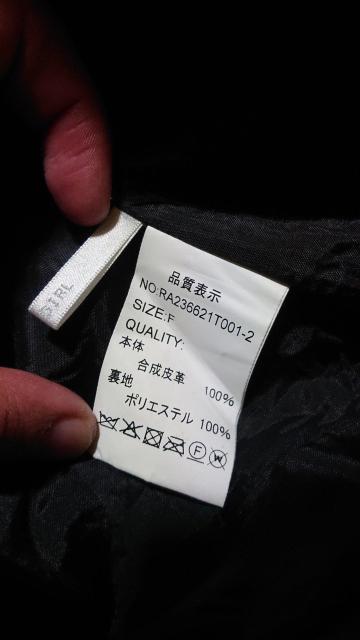 品質表示
NO:RA236621T001-2
SIZE:F
QUALITY:
本体
合成皮革 100%
裏地
ポリエステル 100%
F W